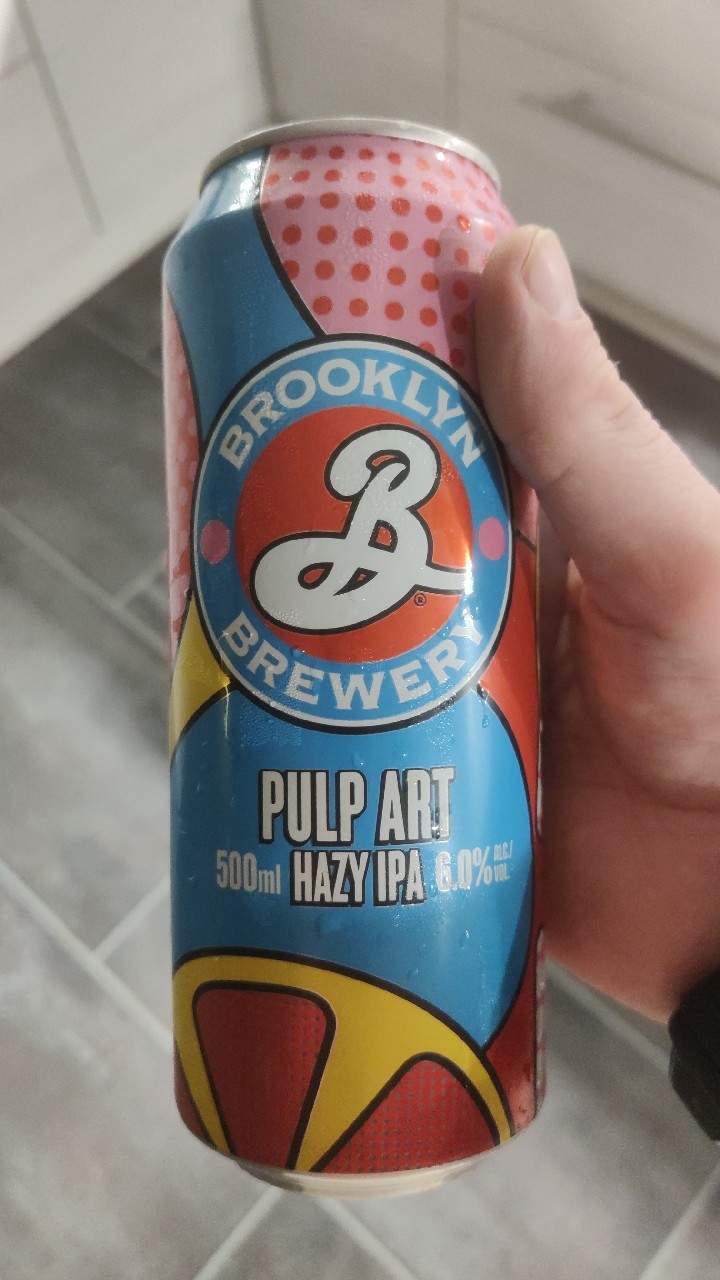 BROOKLYN
B
®
BREWERY
PULP ART
500ml HAZY IPA 6.0% ALC./
VOL.